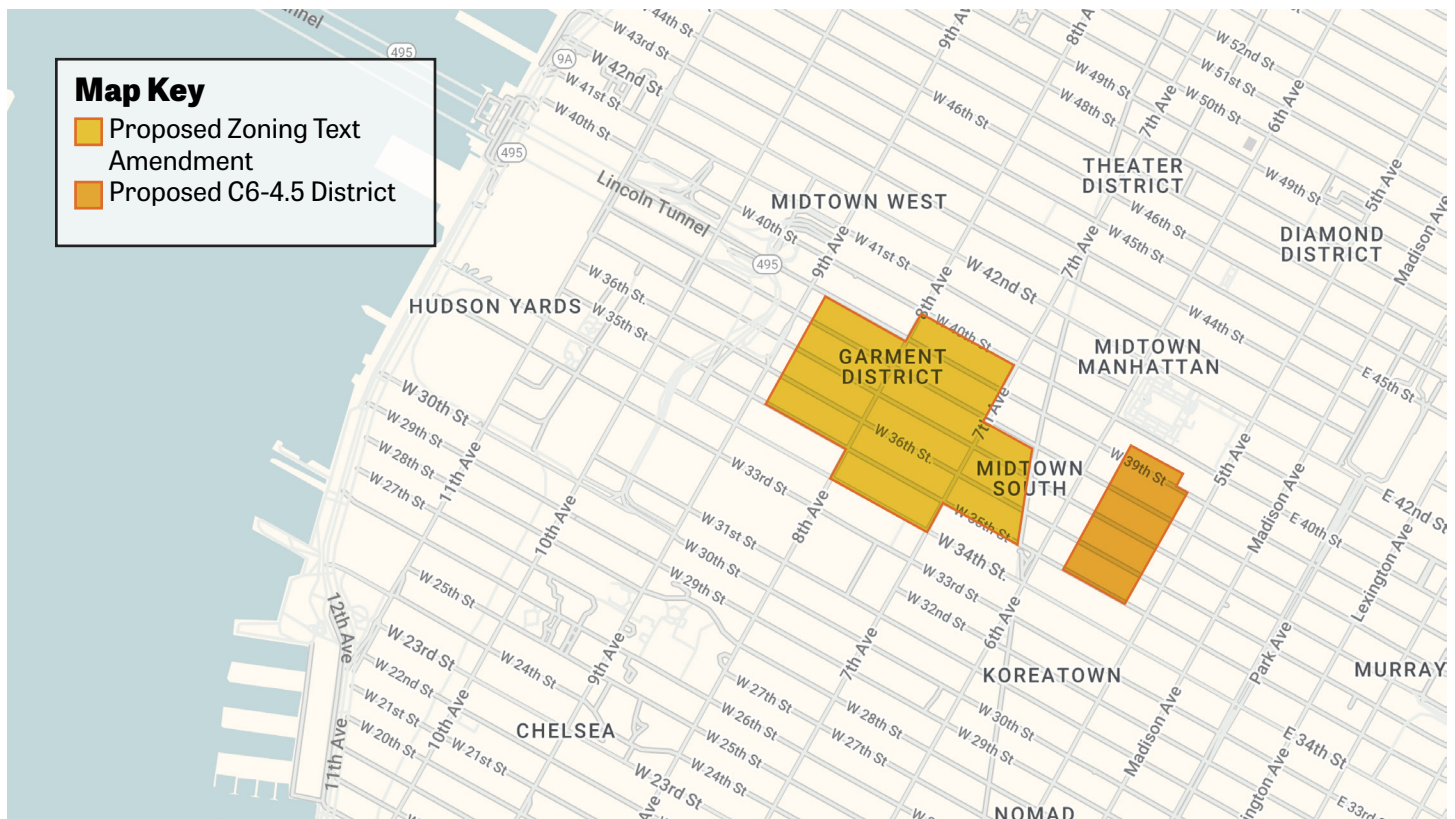 Map Key
Proposed Zoning Text
Amendment
Proposed C6-4.5 District
495
9A
495
495
W 44th St
W 43rd St
W 42nd St
W 41st St
W 40th St
Lincoln Tunnel
MIDTOWN WEST
W 40th St
W 41st St
W 42nd St
9th Ave
8th Ave
9th Ave
8th Ave
7th Ave
6th Ave
5th Ave
Madison Ave
W 52nd St
W 51st St
W 50th St
W 49th St
W 48th St
W 46th St
THEATER
DISTRICT
W 49th St
W 46th St
W 45th St
7th Ave
DIAMOND
DISTRICT
W 44th St
HUDSON YARDS
W 36th St.
W 35th St
GARMENT
DISTRICT
W 40th St
MIDTOWN
MANHATTAN
E 45th St
7th Ave
W 36th St.
MIDTOWN
SOUTH
W 39th St
5th Ave
Madison Ave
E 42nd St
E 40th St
Lexington Ave
W 30th St
W 29th St
W 28th St
W 27th St
11th Ave
10th Ave
W 33rd St
8th Ave
W 35th St
W 34th St.
W 31st St
W 30th St
W 29th St
W 33rd St
W 32nd St
6th Ave
12th Ave
W 25th St
W 23rd St
W 22nd St
W 21st St
W 20th St
W 24th St
9th Ave
7th Ave
KOREATOWN
Park Ave
MURRAY
10th Ave
W 21st St
11th Ave
CHELSEA
W 27th St
W 26th St
W 25th St
W 24th St
W 23rd St
W 28th St
W 27th St
W 30th St
W 29th St
Madison Ave
E 34th St
E 33rd
NOMAD